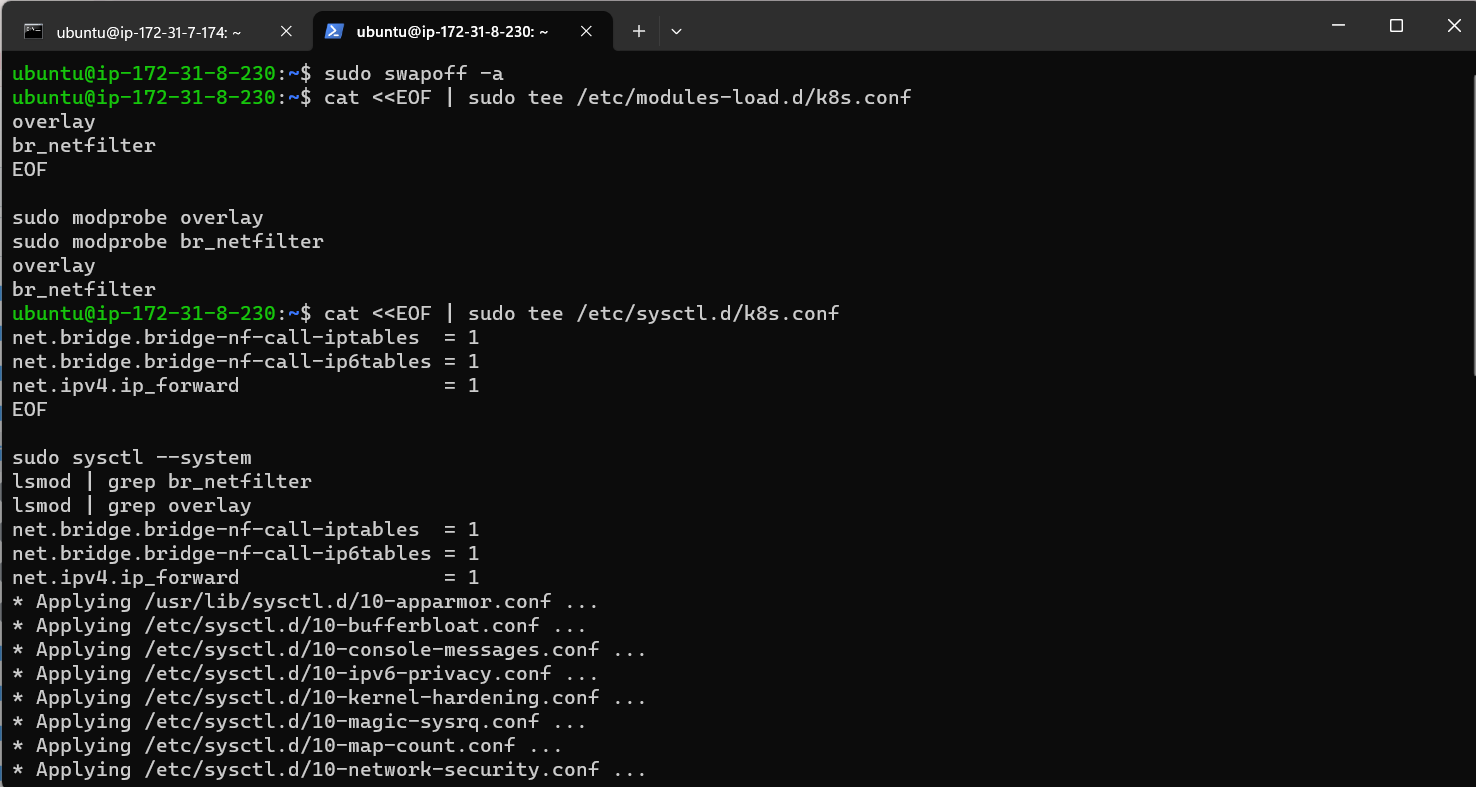 ubuntu@ip-172-31-7-174: ~
ubuntu@ip-172-31-8-230: ~
ubuntu@ip-172-31-8-230:~$ sudo swapoff -a
ubuntu@ip-172-31-8-230:~$ cat <<EOF | sudo tee /etc/modules-load.d/k8s.conf
overlay
br_netfilter
EOF

sudo modprobe overlay
sudo modprobe br_netfilter
overlay
br_netfilter
ubuntu@ip-172-31-8-230:~$ cat <<EOF | sudo tee /etc/sysctl.d/k8s.conf
net.bridge.bridge-nf-call-iptables  = 1
net.bridge.bridge-nf-call-ip6tables = 1
net.ipv4.ip_forward                 = 1
EOF

sudo sysctl --system
lsmod | grep br_netfilter
lsmod | grep overlay
net.bridge.bridge-nf-call-iptables  = 1
net.bridge.bridge-nf-call-ip6tables = 1
net.ipv4.ip_forward                 = 1
* Applying /usr/lib/sysctl.d/10-apparmor.conf ...
* Applying /etc/sysctl.d/10-bufferbloat.conf ...
* Applying /etc/sysctl.d/10-console-messages.conf ...
* Applying /etc/sysctl.d/10-ipv6-privacy.conf ...
* Applying /etc/sysctl.d/10-kernel-hardening.conf ...
* Applying /etc/sysctl.d/10-magic-sysrq.conf ...
* Applying /etc/sysctl.d/10-map-count.conf ...
* Applying /etc/sysctl.d/10-network-security.conf ...